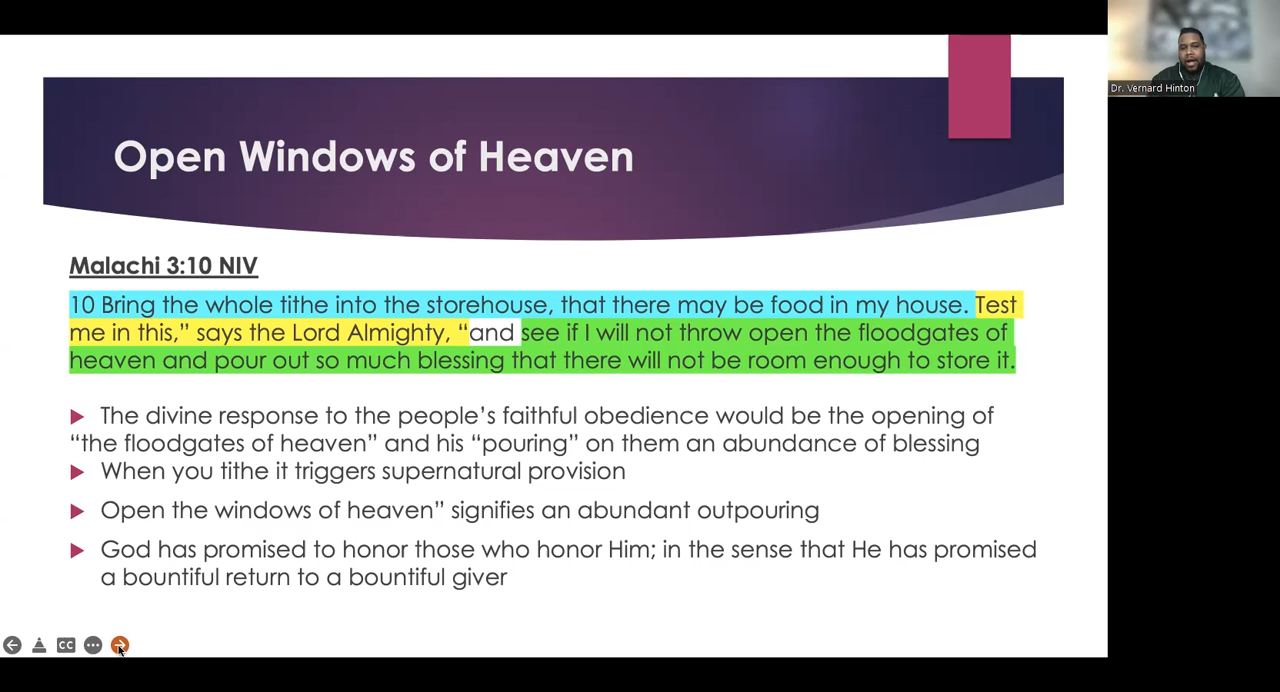 Open Windows of Heaven
Malachi 3:10 NIV
10 Bring the whole tithe into the storehouse, that there may be food in my house. Test
me in this,” says the Lord Almighty, “and see if I will not throw open the floodgates of
heaven and pour out so much blessing that there will not be room enough to store it.
The divine response to the people’s faithful obedience would be the opening of
“the floodgates of heaven” and his “pouring” on them an abundance of blessing
When you tithe it triggers supernatural provision
Open the windows of heaven” signifies an abundant outpouring
God has promised to honor those who honor Him; in the sense that He has promised
a bountiful return to a bountiful giver
CC
Dr. Vernard Hinton